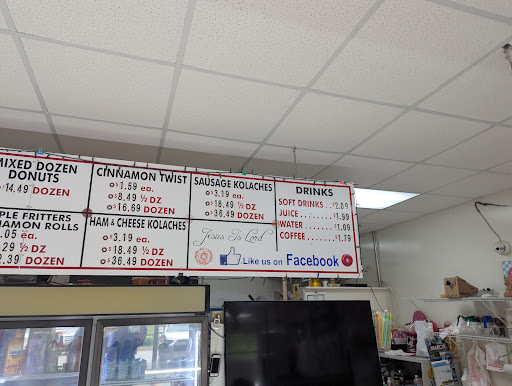 MIXED DOZEN
DONUTS
$14.49 DOZEN
PLE FRITTERS
NAMON ROLLS
.05 ea.
.29 ½ DZ
2.39 DOZEN
CINNAMON TWIST
$1.59 ea.
$8.49 ½ DZ
$16.69 DOZEN
HAM & CHEESE KOLACHES
$3.19 ea.
$18.49 ½ DZ
$36.49 DOZEN
SAUSAGE KOLACHES
$3.19 ea.
$18.49 ½ DZ
$36.49 DOZEN
Jesus Is Lord
Like us on Facebook
DRINKS
SOFT DRINKS...$2.09
JUICE.......$1.99
WATER.......$1.09
COFFEE.......$1.79